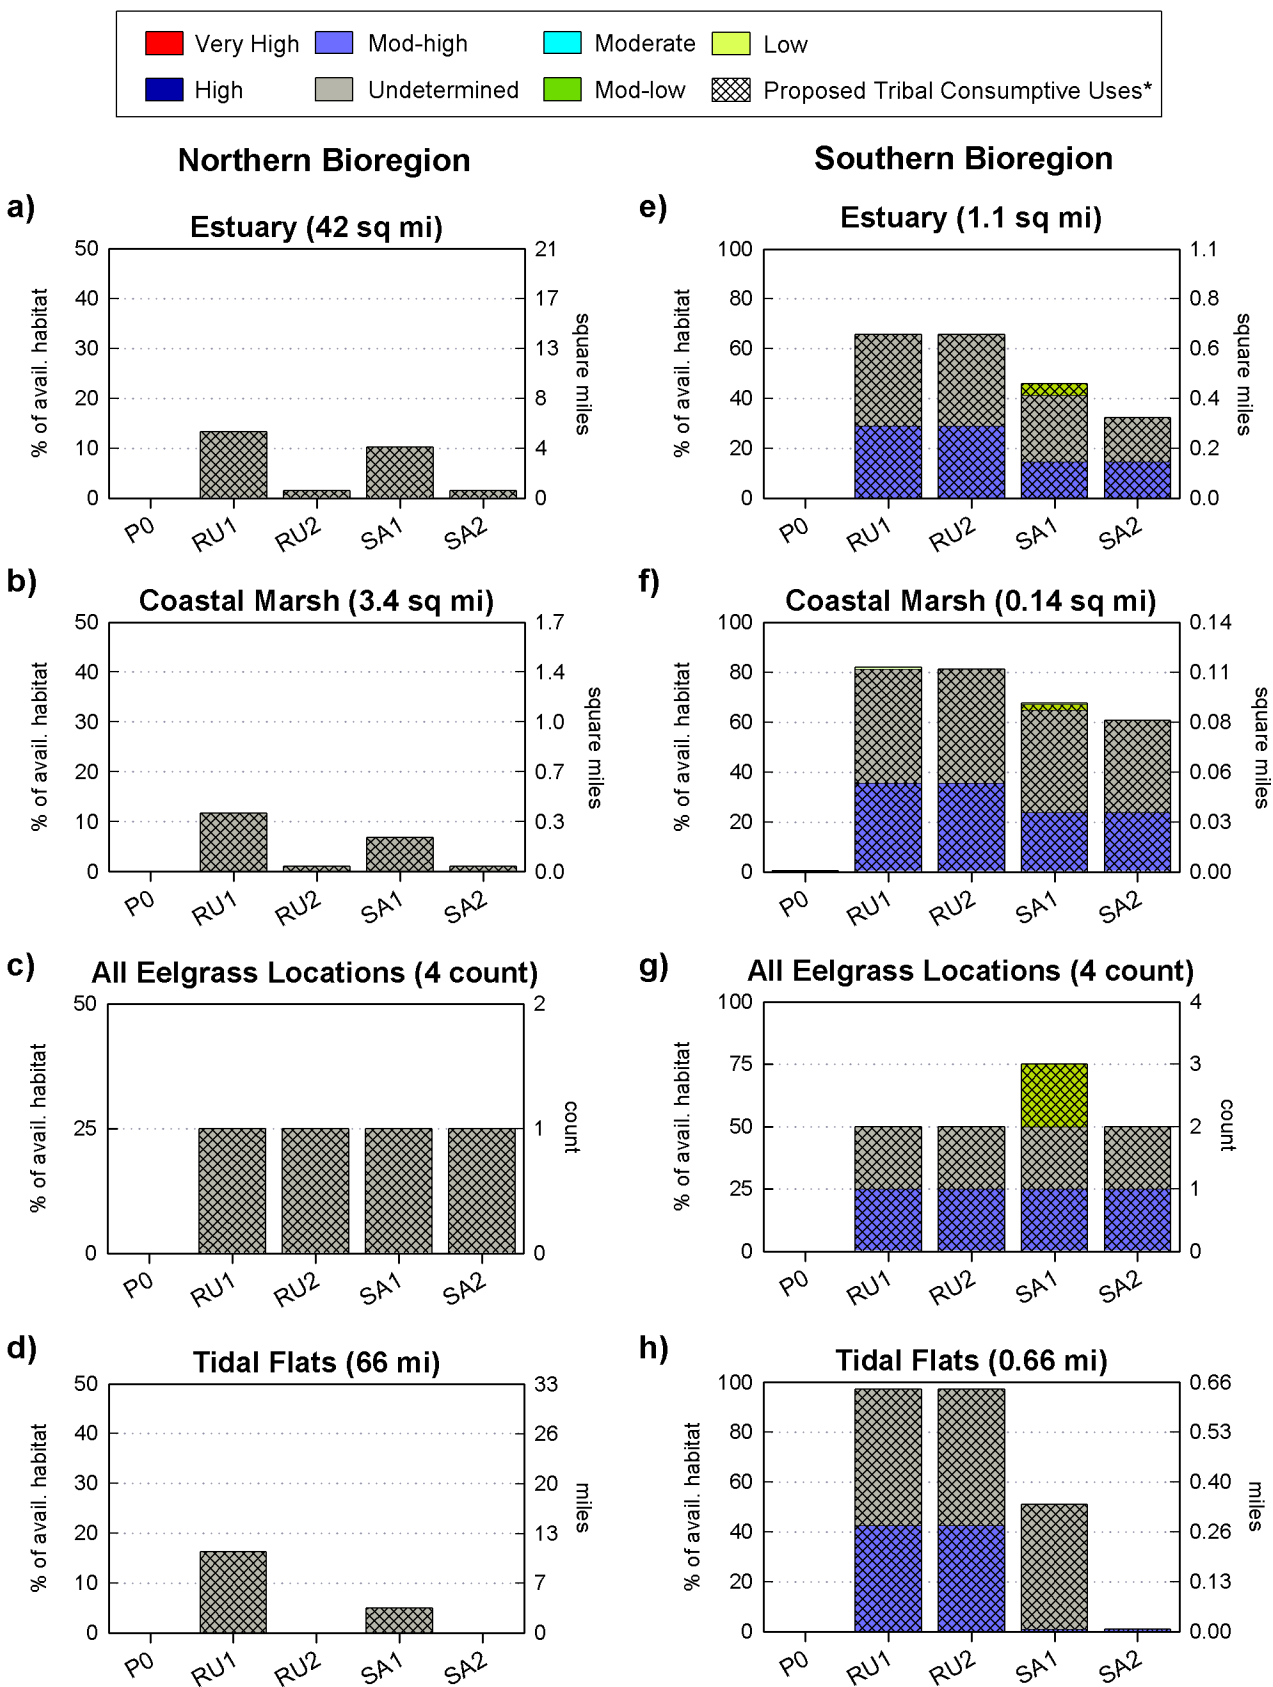 Very High
Mod-high
Moderate
Low
High
Undetermined
Mod-low
Proposed Tribal Consumptive Uses*
Northern Bioregion
Southern Bioregion
a)
Estuary (42 sq mi)
% of avail. habitat
50
40
30
20
10
0
21
17
13
8
4
0
square miles
P0
RU1
RU2
SA1
SA2
b)
Coastal Marsh (3.4 sq mi)
% of avail. habitat
50
40
30
20
10
0
1.7
1.4
1.0
0.7
0.3
0.0
square miles
P0
RU1
RU2
SA1
SA2
c)
All Eelgrass Locations (4 count)
% of avail. habitat
50
25
0
2
1
0
count
P0
RU1
RU2
SA1
SA2
d)
Tidal Flats (66 mi)
% of avail. habitat
50
40
30
20
10
0
33
26
20
13
7
0
miles
P0
RU1
RU2
SA1
SA2
e)
Estuary (1.1 sq mi)
% of avail. habitat
100
80
60
40
20
0
1.1
0.8
0.6
0.4
0.2
0.0
square miles
P0
RU1
RU2
SA1
SA2
f)
Coastal Marsh (0.14 sq mi)
% of avail. habitat
100
80
60
40
20
0
0.14
0.11
0.08
0.06
0.03
0.00
square miles
P0
RU1
RU2
SA1
SA2
g)
All Eelgrass Locations (4 count)
% of avail. habitat
100
75
50
25
0
4
3
2
1
0
count
P0
RU1
RU2
SA1
SA2
h)
Tidal Flats (0.66 mi)
% of avail. habitat
100
80
60
40
20
0
0.66
0.53
0.40
0.26
0.13
0.00
miles
P0
RU1
RU2
SA1
SA2